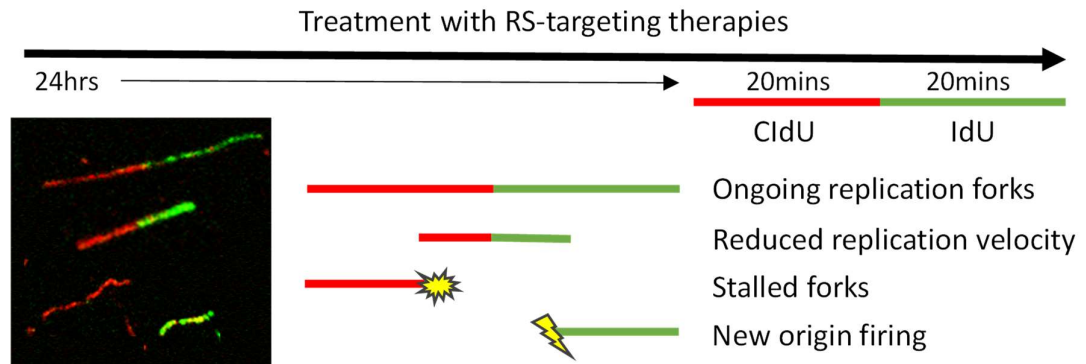 Treatment with RS-targeting therapies
24hrs
20mins
20mins
CIdU
IdU
Ongoing replication forks
Reduced replication velocity
Stalled forks
New origin firing